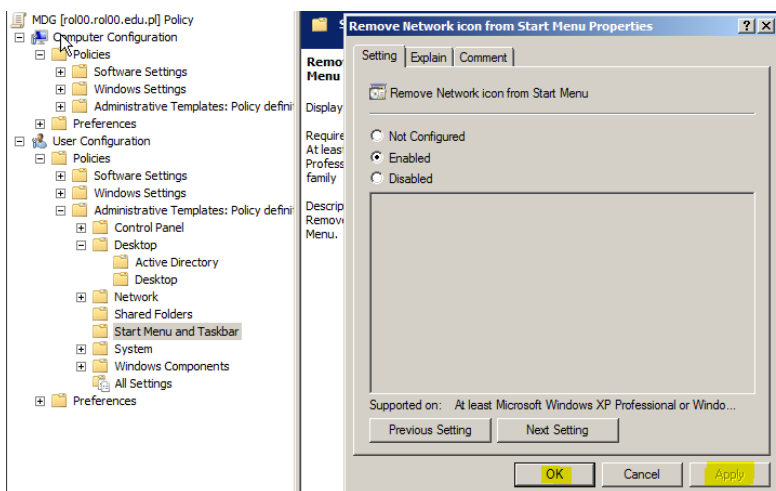 MDG [rol00.rol00.edu.pl] Policy
Computer Configuration
Policies
Software Settings
Windows Settings
Administrative Templates: Policy defini
Preferences
User Configuration
Policies
Software Settings
Windows Settings
Administrative Templates: Policy defini
Control Panel
Desktop
Active Directory
Desktop
Network
Shared Folders
Start Menu and Taskbar
System
Windows Components
All Settings
Preferences
S
Remov
Menu
Display
Require
At least
Profess
family
Descrip
Remove
Menu.
Remove Network icon from Start Menu Properties
Setting Explain Comment
Remove Network icon from Start Menu
Not Configured
Enabled
Disabled
Supported on: At least Microsoft Windows XP Professional or Windo...
Previous Setting Next Setting
OK Cancel Apply